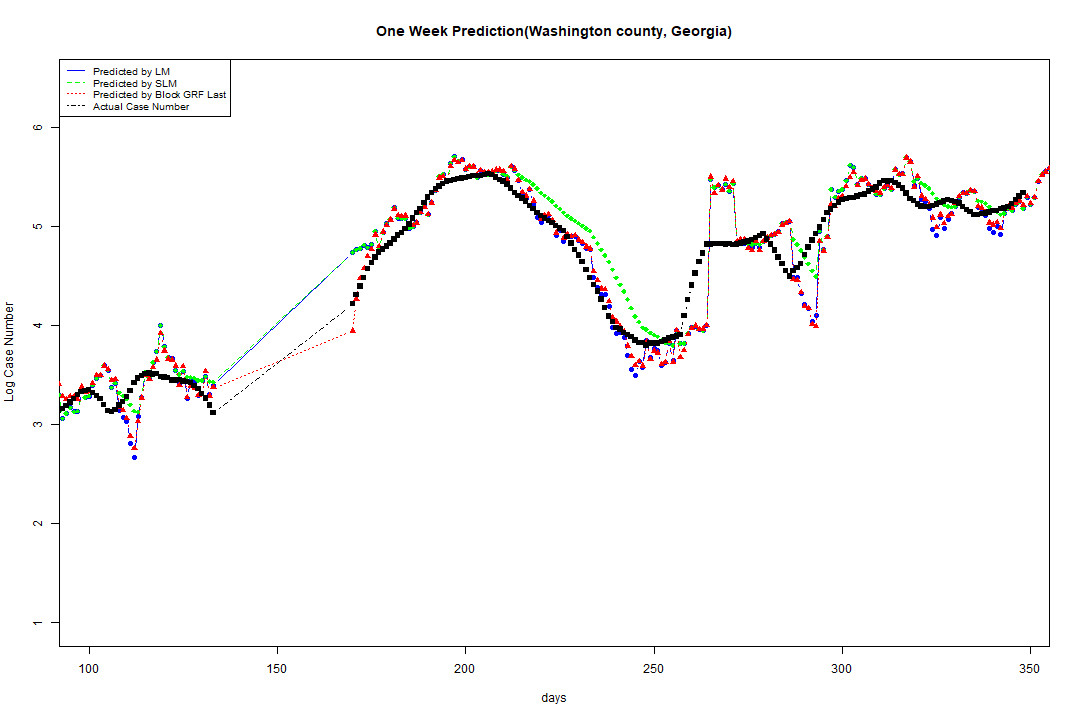 One Week Prediction(Washington county, Georgia)
Predicted by LM
Predicted by SLM
Predicted by Block GRF Last
Actual Case Number
6
5
4
3
2
1
Log Case Number
100 150 200 250 300 350
days